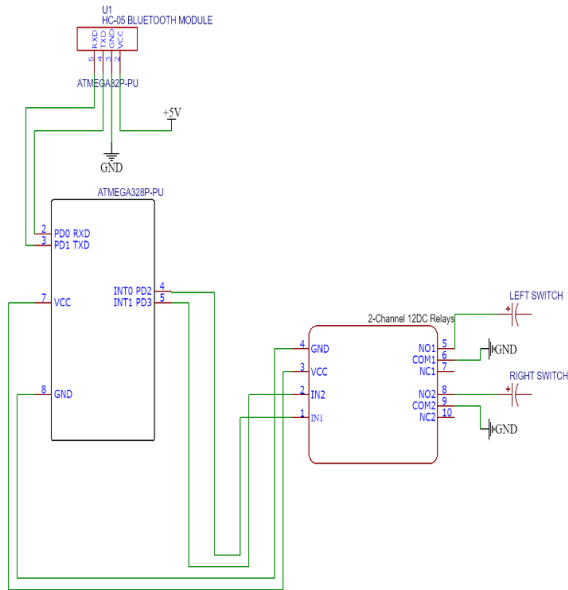 U1
HC-05 BLUETOOTH MODULE
RXD
TXD
GND
VCC
5
4
3
2
ATMEGA32P-PU
+5V
GND
ATMEGA328P-PU
2
PD0 RXD
3
PD1 TXD
INT0 PD2
4
INT1 PD3
5
7
VCC
8
GND
2-Channel 12DC Relays
4
GND
3
VCC
2
IN2
1
IN1
NO1
5
COM1
6
NC1
7
NO2
8
COM2
9
NC2
10
LEFT SWITCH
+
GND
RIGHT SWITCH
+
GND